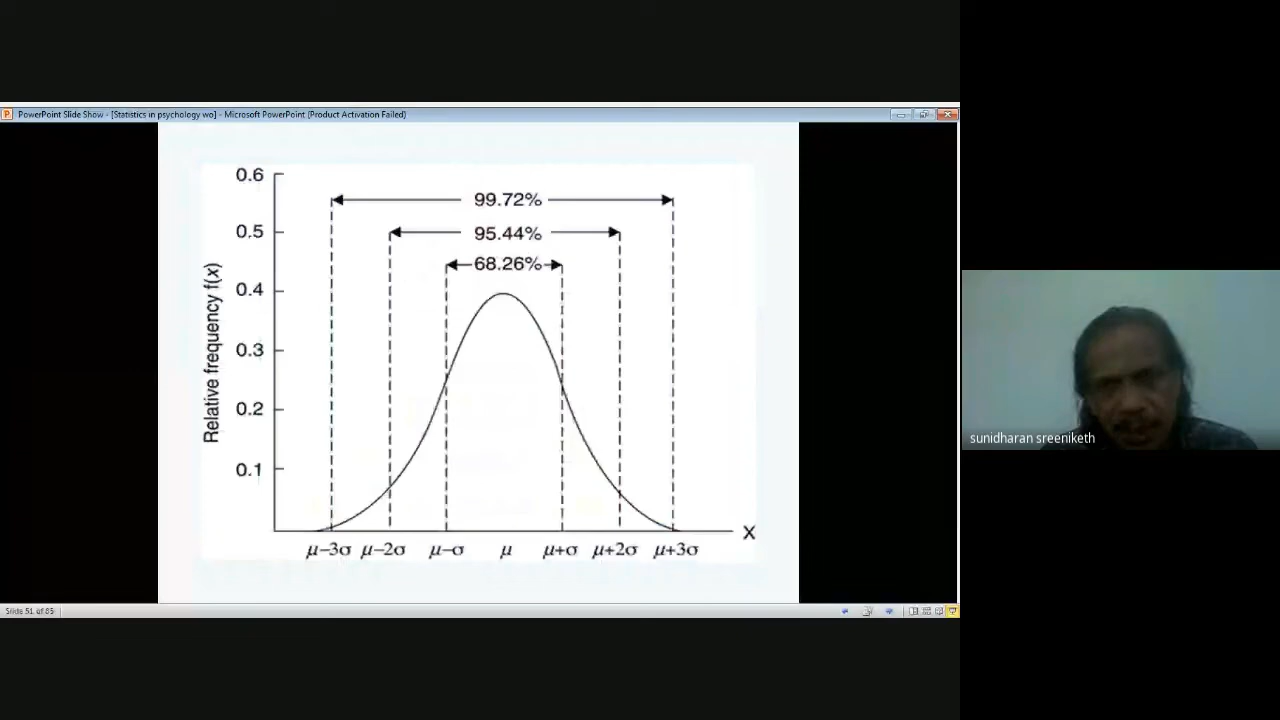 PowerPoint Slide Show - [Statistics in psychology wo] - Microsoft PowerPoint (Product Activation Failed)
0.6
99.72%
0.5
95.44%
68.26%
0.4
Relative frequency f(x)
0.3
0.2
0.1
X
μ−3σ μ−2σ μ−σ μ μ+σ μ+2σ μ+3σ
sunidharan sreeniketh
Slide 51 of 85